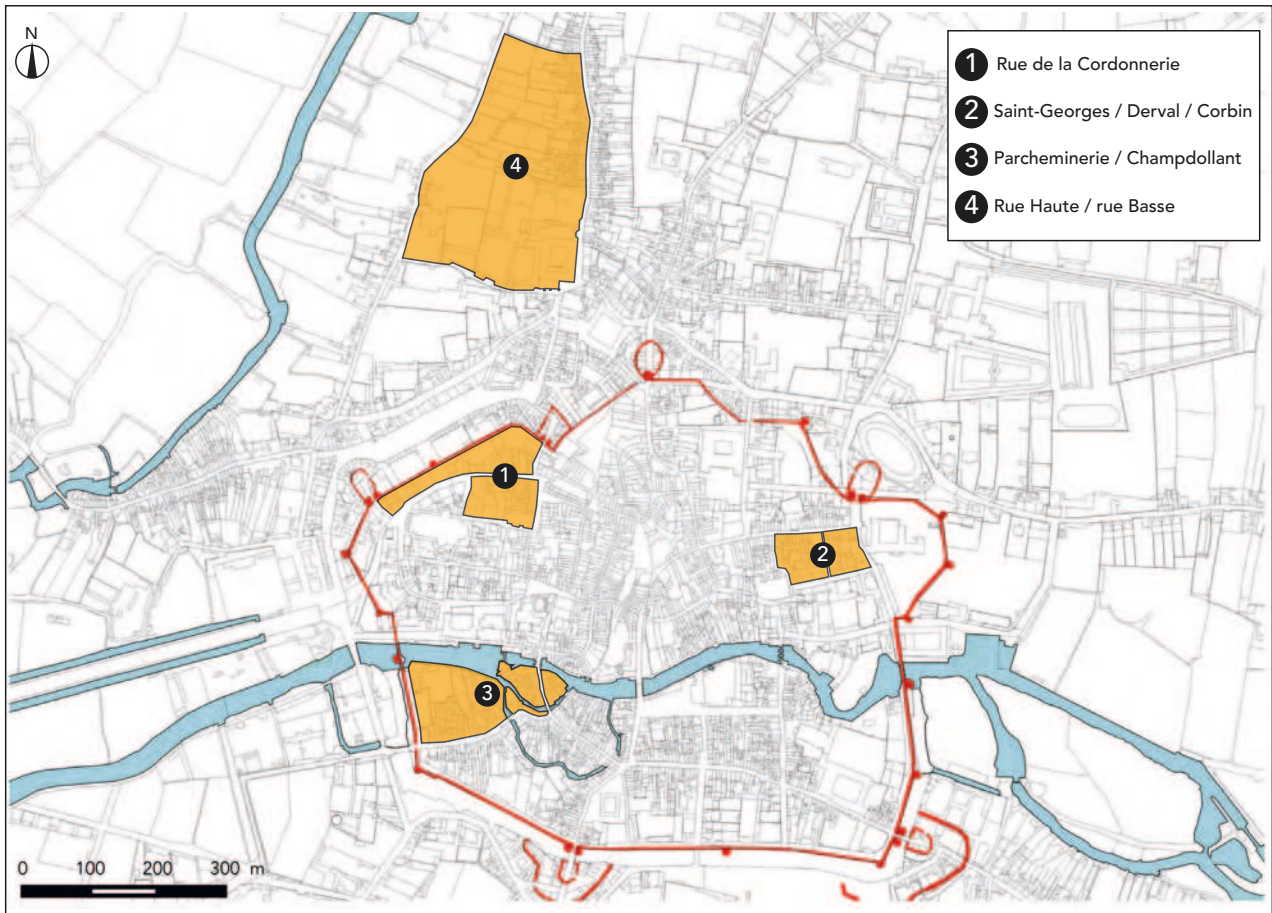 N
1 Rue de la Cordonnerie
2 Saint-Georges / Derval / Corbin
3 Parcheminerie / Champdollant
4 Rue Haute / rue Basse
4
1
2
3
0 100 200 300 m